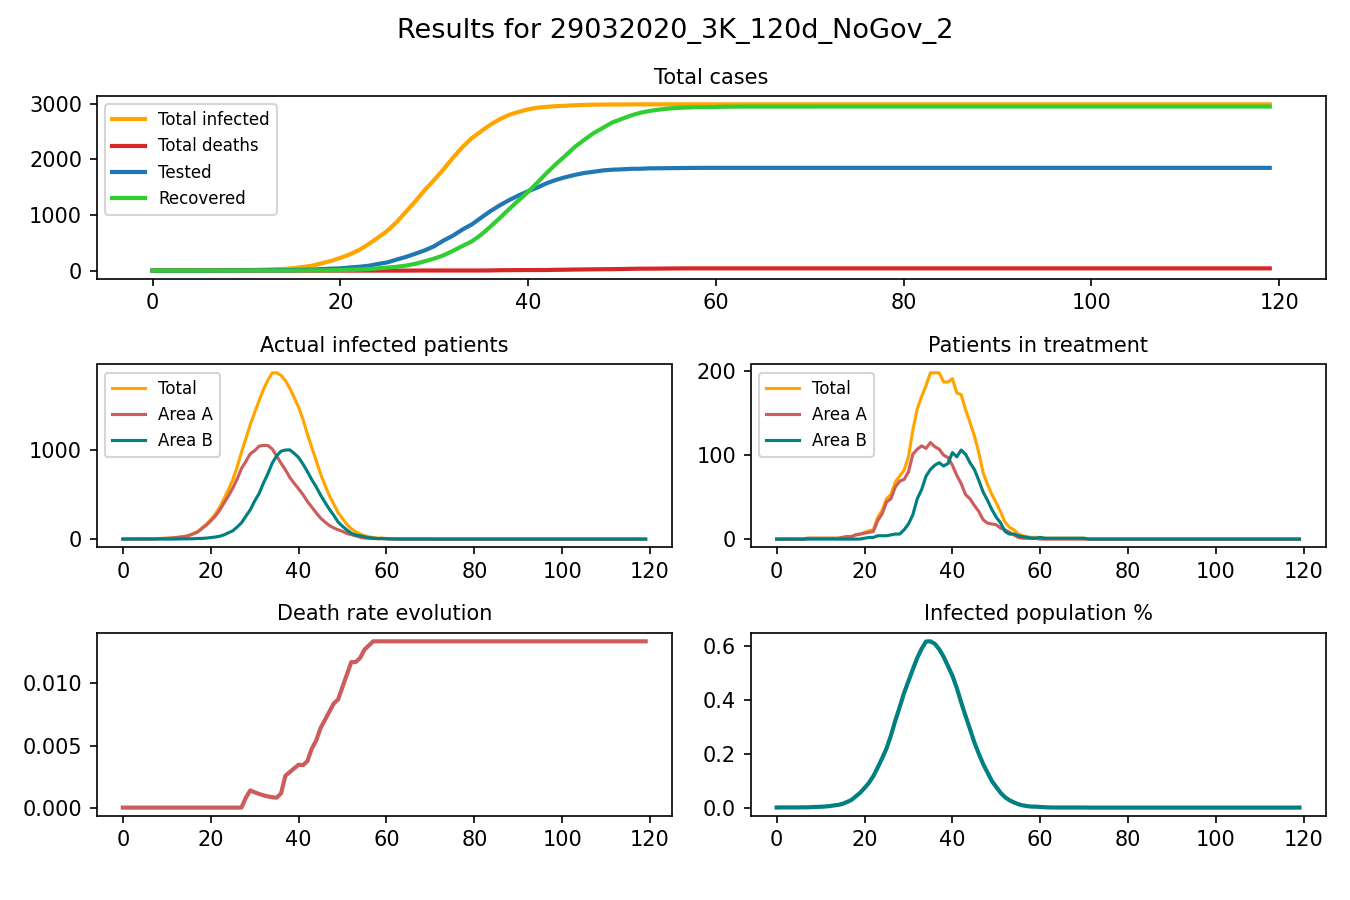 Results for 29032020_3K_120d_NoGov_2
Total cases
3000
2000
1000
0
Total infected
Total deaths
Tested
Recovered
0 20 40 60 80 100 120
Actual infected patients
1000
0
Total
Area A
Area B
0 20 40 60 80 100 120
Patients in treatment
200
100
0
Total
Area A
Area B
0 20 40 60 80 100 120
Death rate evolution
0.010
0.005
0.000
0 20 40 60 80 100 120
Infected population %
0.6
0.4
0.2
0.0
0 20 40 60 80 100 120